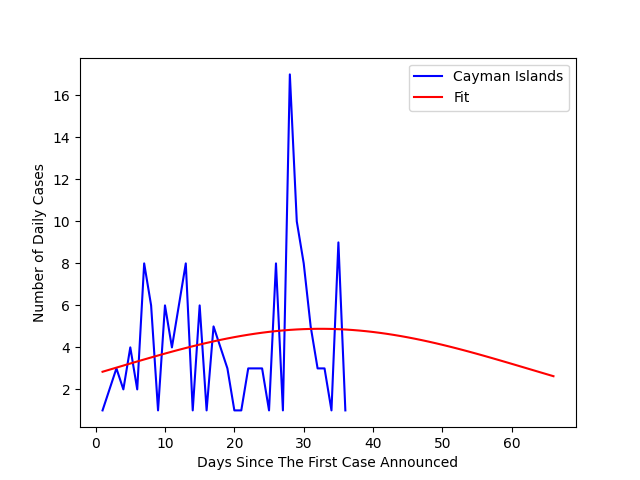 Cayman Islands
Fit
16
14
12
10
8
6
4
2
Number of Daily Cases
0 10 20 30 40 50 60
Days Since The First Case Announced